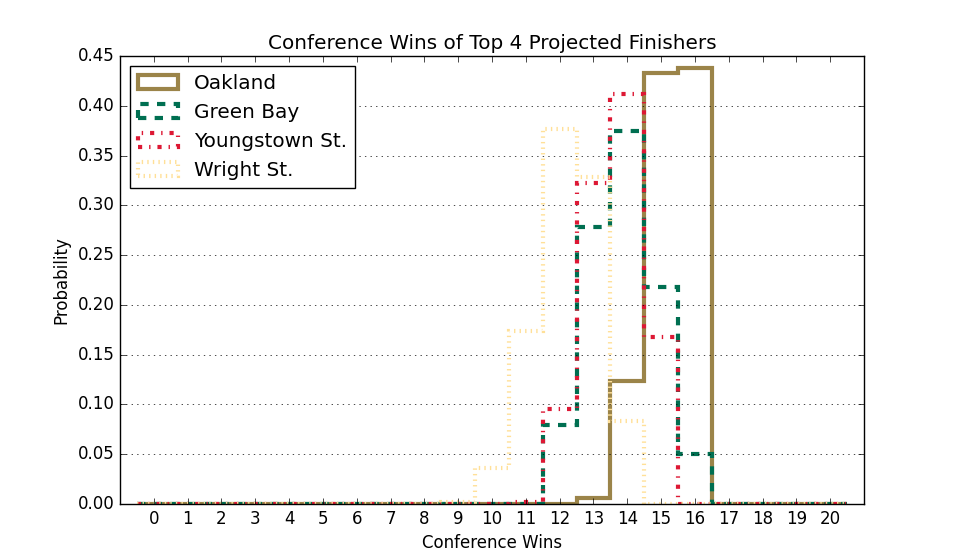 Conference Wins of Top 4 Projected Finishers
0.45
0.40
0.35
0.30
0.25
0.20
0.15
0.10
0.05
0.00
Probability
Oakland
Green Bay
Youngstown St.
Wright St.
0 1 2 3 4 5 6 7 8 9 10 11 12 13 14 15 16 17 18 19 20
Conference Wins